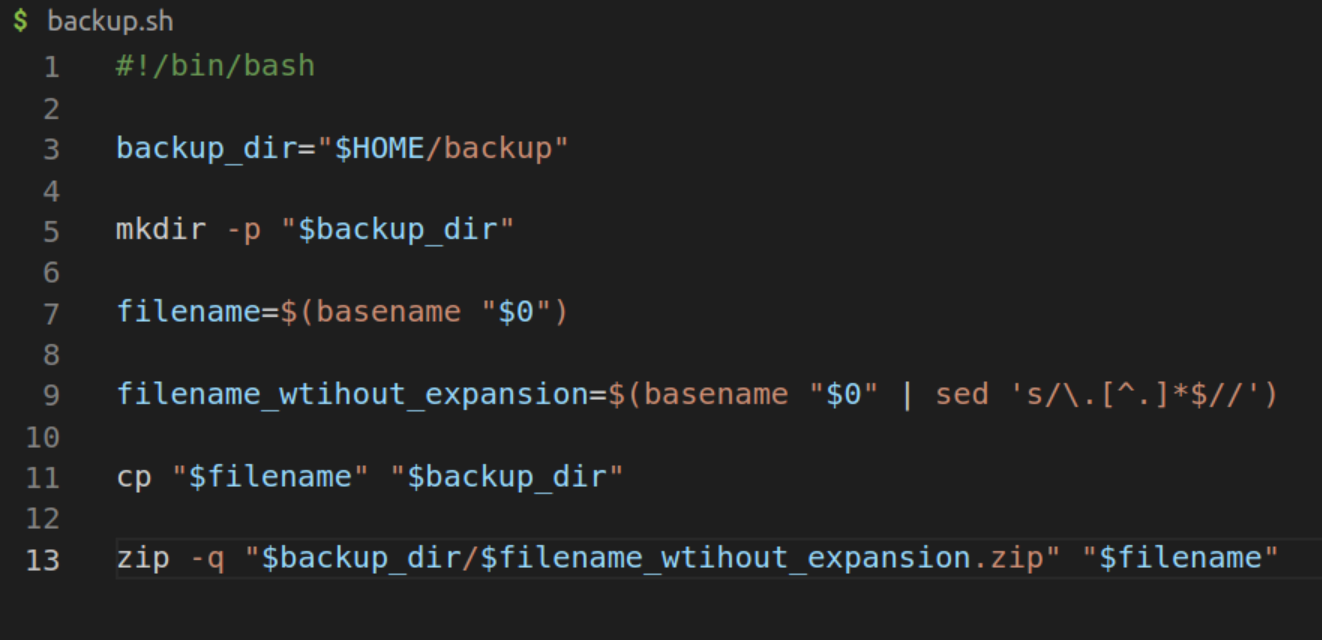 $ backup.sh
1 #!/bin/bash
2
3 backup_dir="$HOME/backup"
4
5 mkdir -p "$backup_dir"
6
7 filename=$(basename "$0")
8
9 filename_wtihout_expansion=$(basename "$0" | sed 's/\.[^.]*$//')
10
11 cp "$filename" "$backup_dir"
12
13 zip -q "$backup_dir/$filename_wtihout_expansion.zip" "$filename"